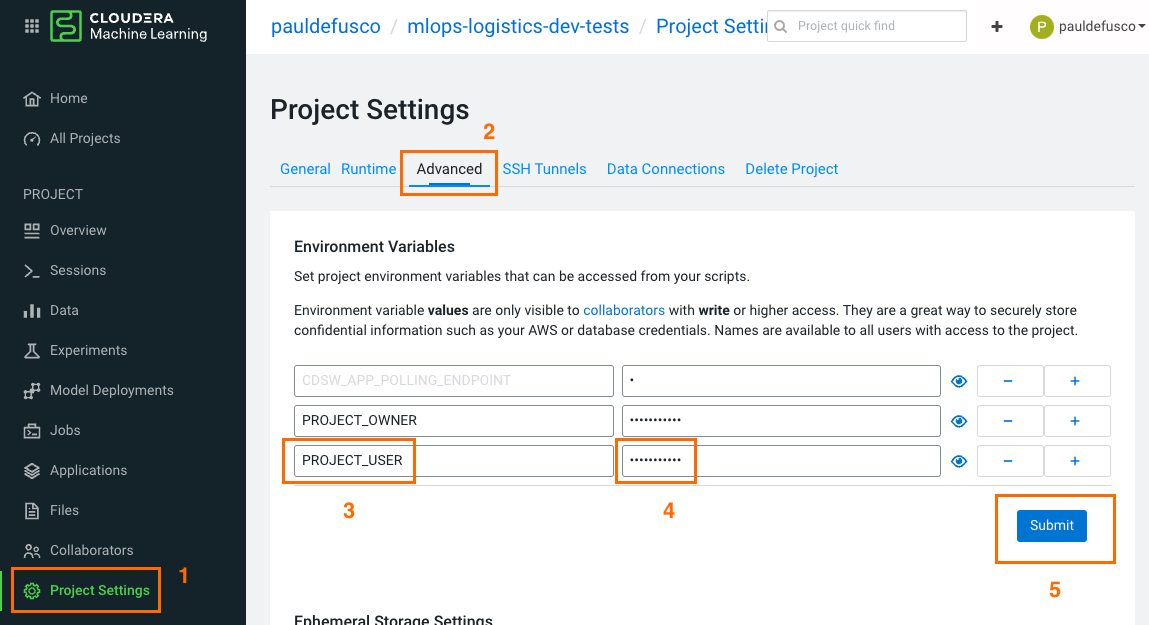 CLOUDERA
Machine Learning
pauldefusco / mlops-logistics-dev-tests / Project Settin
Project quick find
+
P
pauldefusco
Home
All Projects
PROJECT
Overview
Sessions
Data
Experiments
Model Deployments
Jobs
Applications
Files
Collaborators
Project Settings
1
Project Settings
2
General Runtime Advanced SSH Tunnels Data Connections Delete Project
Environment Variables
Set project environment variables that can be accessed from your scripts.
Environment variable values are only visible to collaborators with write or higher access. They are a great way to securely store
confidential information such as your AWS or database credentials. Names are available to all users with access to the project.
CDSW_APP_POLLING_ENDPOINT • − +
PROJECT_OWNER ••••••••••• − +
PROJECT_USER ••••••••••• − +
3
4
Submit
5
Ephemeral Storage Settings